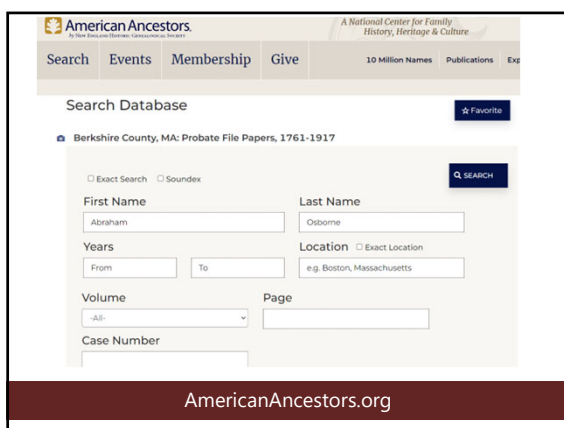 American Ancestors.
by New England Historic Genealogical Society
A National Center for Family
History, Heritage & Culture
Search Events Membership Give 10 Million Names Publications Exp
Search Database
☆ Favorite
Berkshire County, MA: Probate File Papers, 1761-1917
Exact Search Soundex
SEARCH
First Name Last Name
Abraham Osborne
Years Location Exact Location
From To e.g. Boston, Massachusetts
Volume Page
-All-
Case Number
AmericanAncestors.org